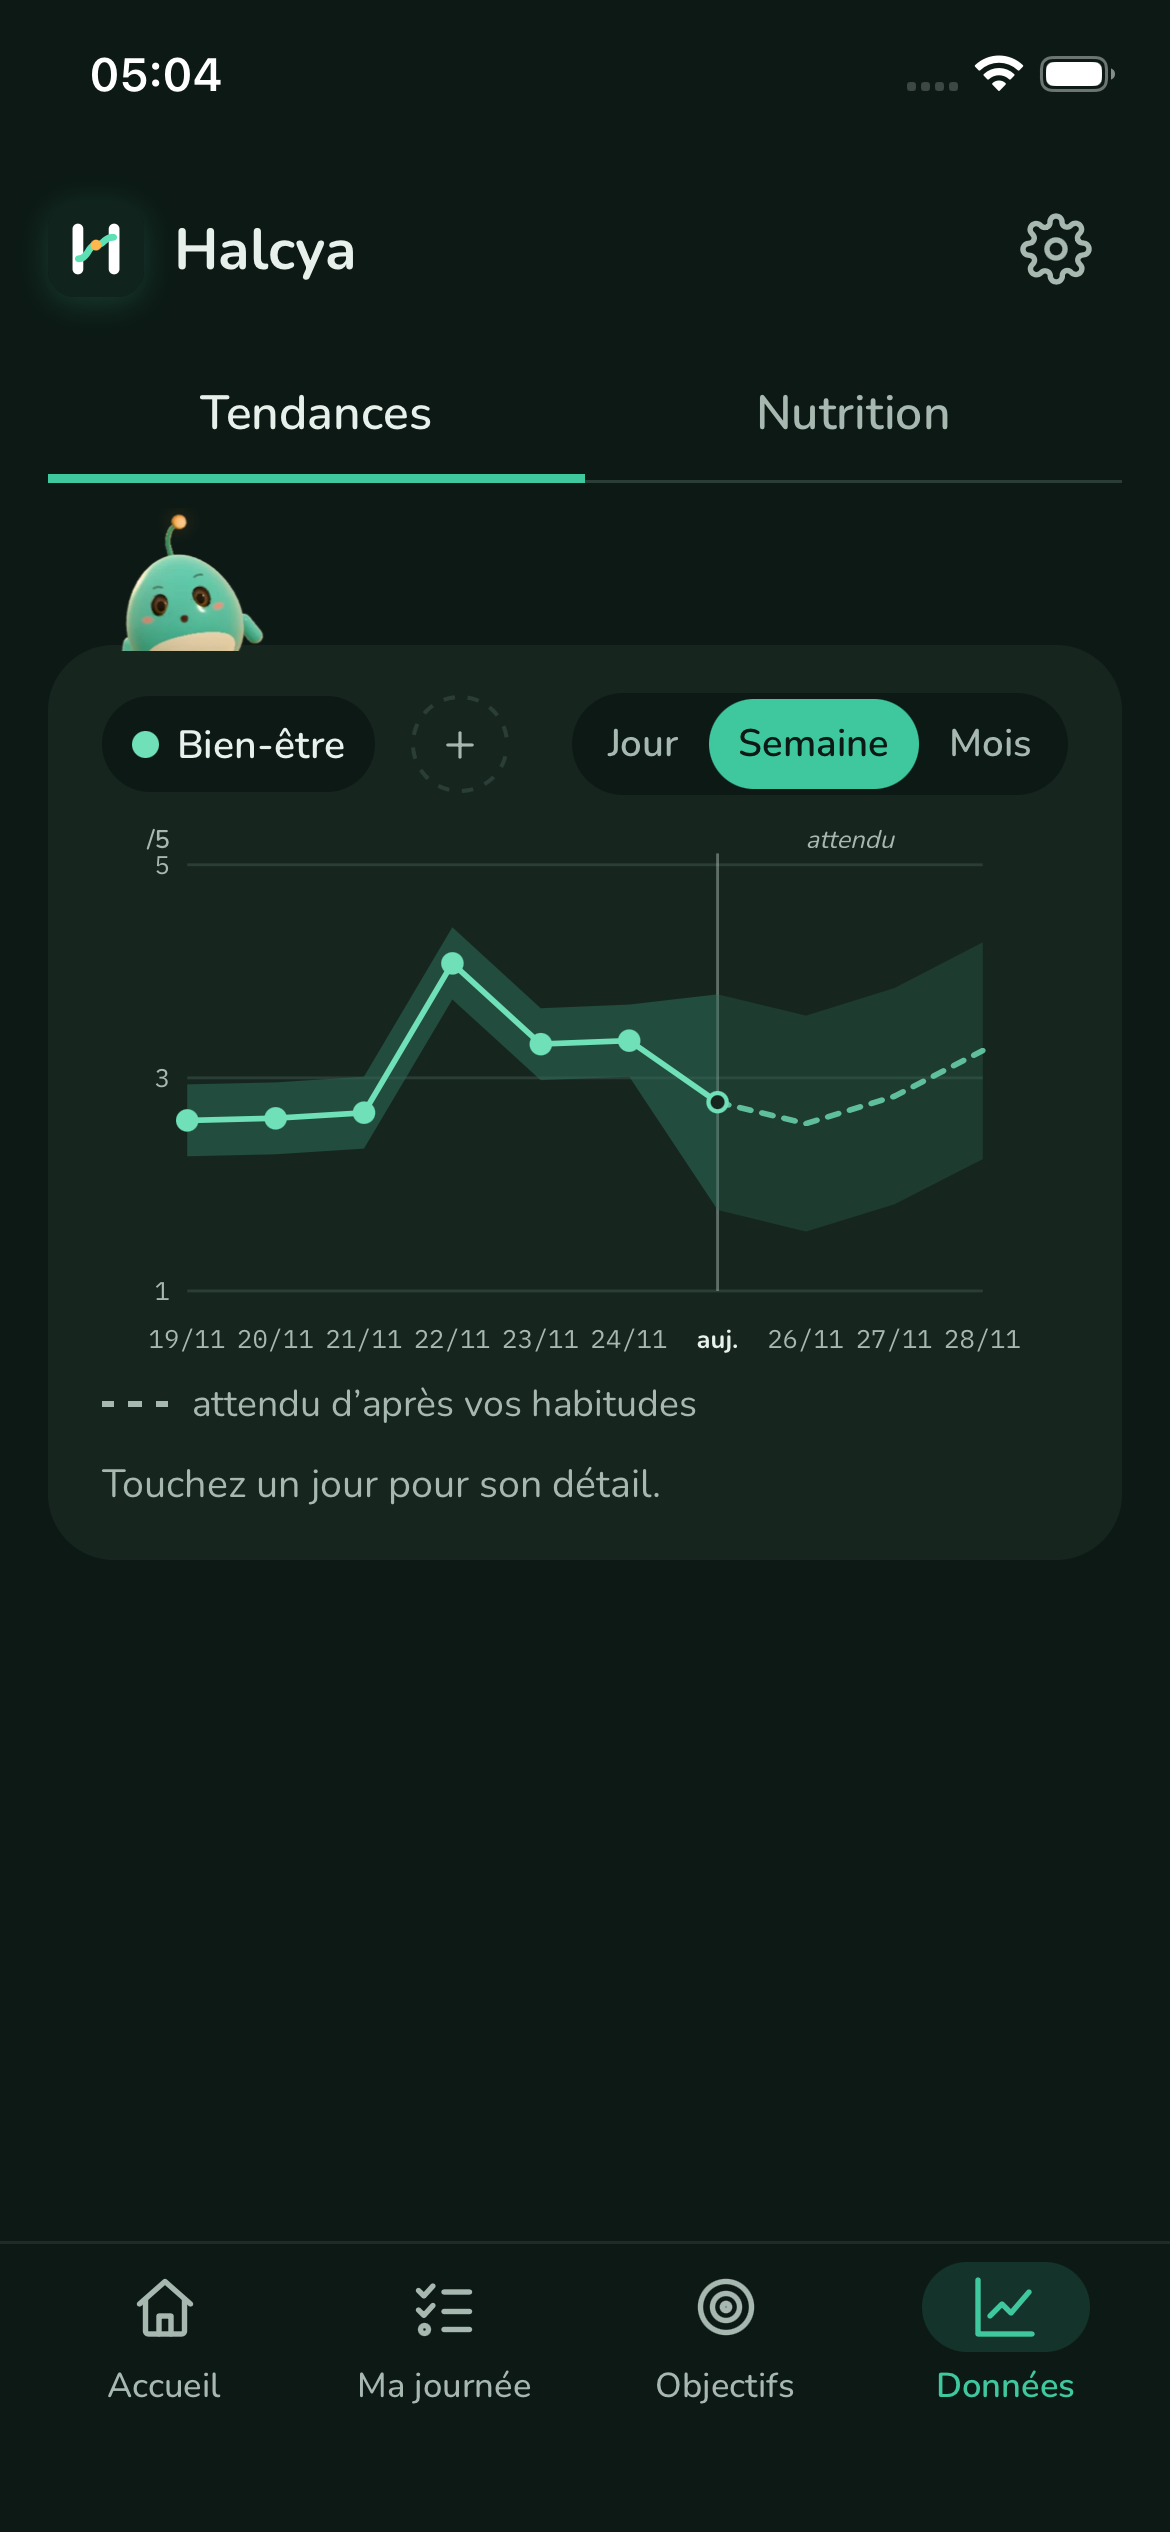 05:04
Halcya
Tendances Nutrition
Bien-être + Jour Semaine Mois
/5 attendu
5
3
1
19/11 20/11 21/11 22/11 23/11 24/11 auj. 26/11 27/11 28/11
attendu d’après vos habitudes
Touchez un jour pour son détail.
Accueil Ma journée Objectifs Données